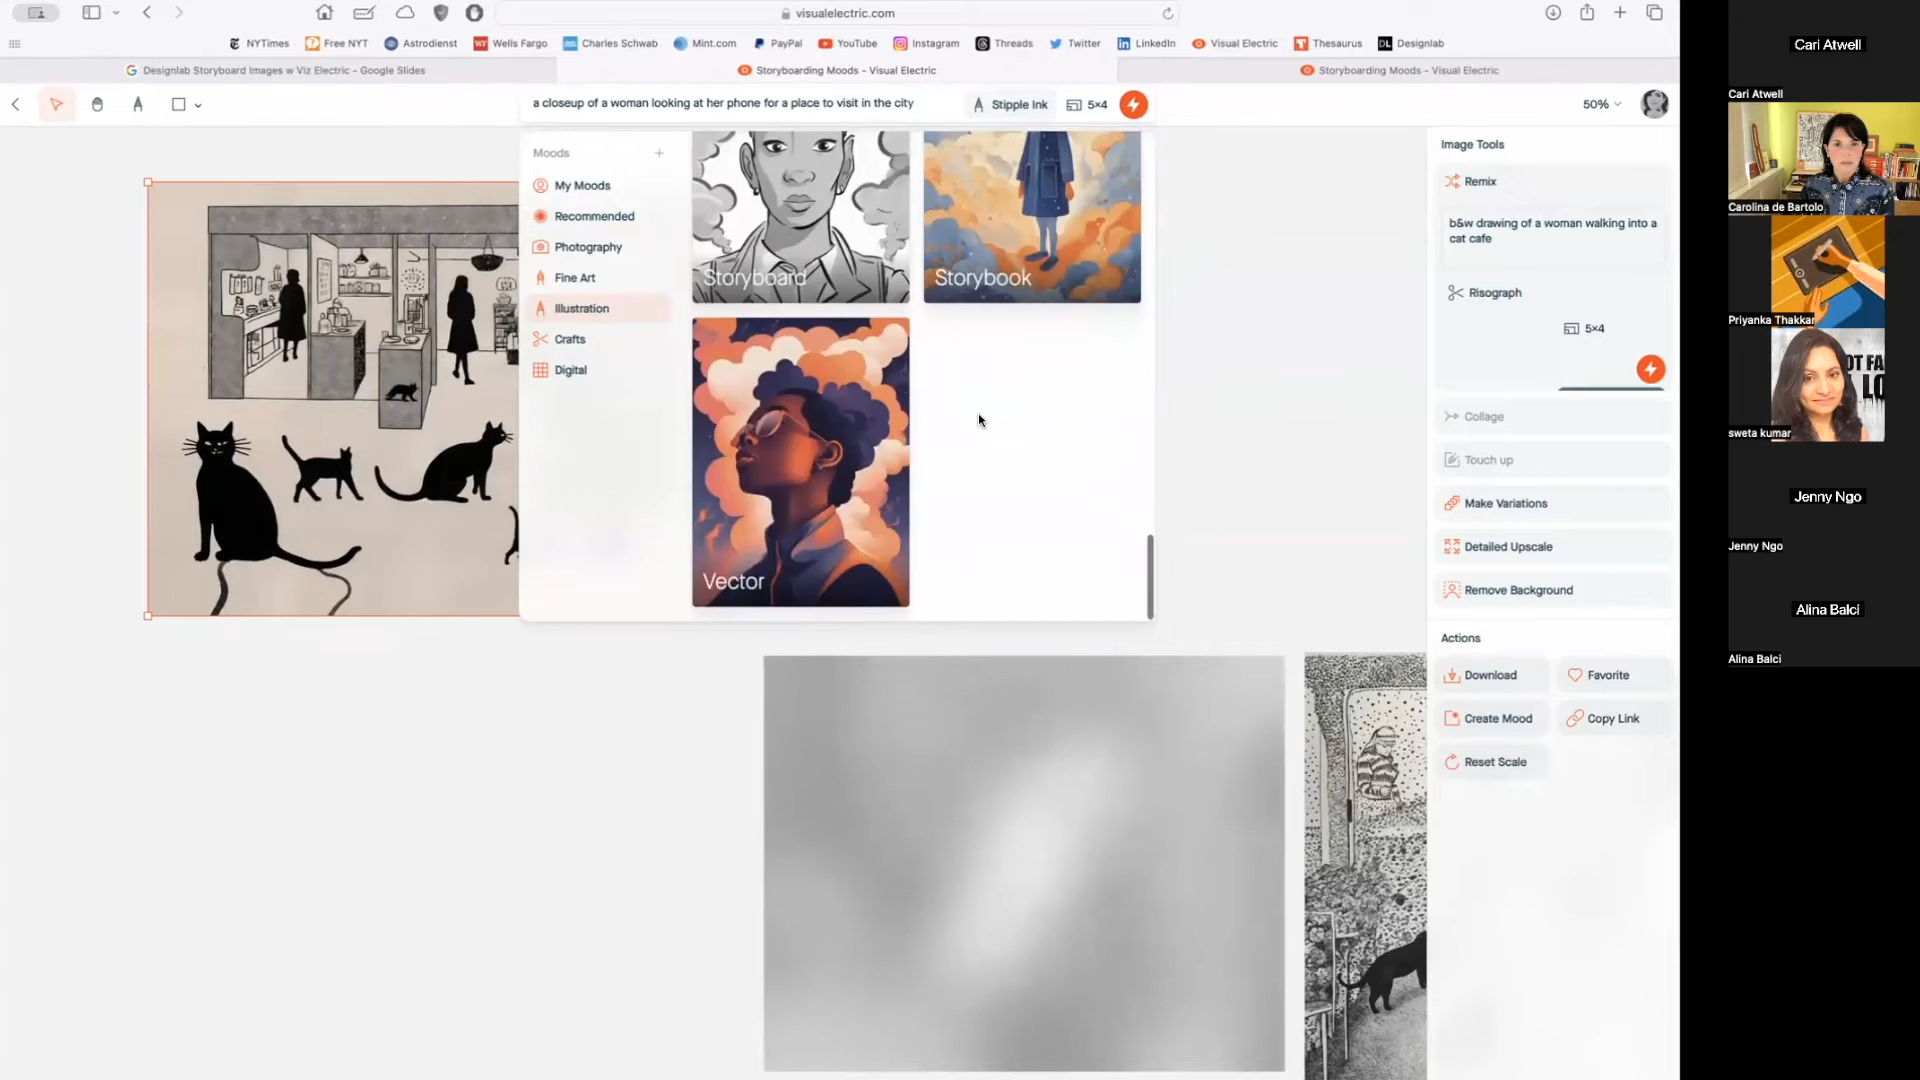 visualelectric.com
NYTimes
Free NYT
Astrodienst
Wells Fargo
Charles Schwab
Mint.com
PayPal
YouTube
Instagram
Threads
Twitter
LinkedIn
Visual Electric
Thesaurus
DL Designlab
Designlab Storyboard Images w Viz Electric - Google Slides
Storyboarding Moods - Visual Electric
Storyboarding Moods - Visual Electric
a closeup of a woman looking at her phone for a place to visit in the city
Stipple Ink
5×4
50%
Moods
My Moods
Recommended
Photography
Fine Art
Illustration
Crafts
Digital
Storyboard
Storybook
Vector
Image Tools
Remix
b&w drawing of a woman walking into a
cat cafe
Risograph
5×4
Collage
Touch up
Make Variations
Detailed Upscale
Remove Background
Actions
Download
Favorite
Create Mood
Copy Link
Reset Scale
Cari Atwell
Cari Atwell
Carolina de Bartolo
Priyanka Thakkar
sweta kumar
Jenny Ngo
Jenny Ngo
Alina Balci
Alina Balci